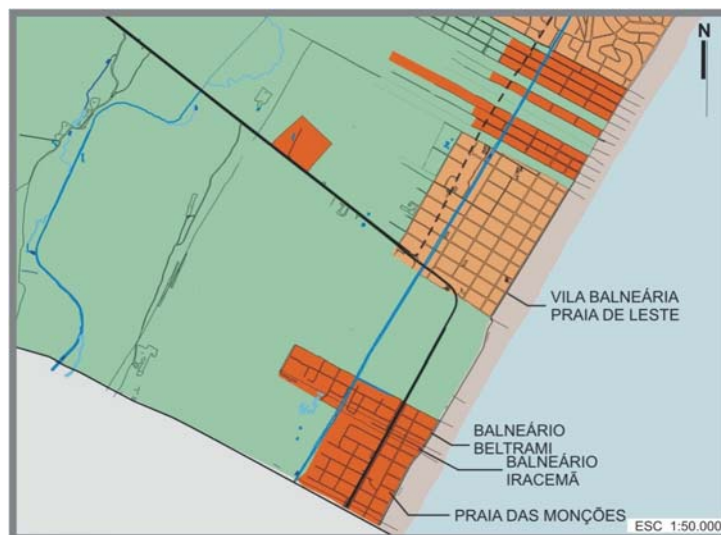 N
VILA BALNEÁRIA
PRAIA DE LESTE
BALNEÁRIO
BELTRAMI
BALNEÁRIO
IRACEMÃ
PRAIA DAS MONÇÕES
ESC 1:50.000